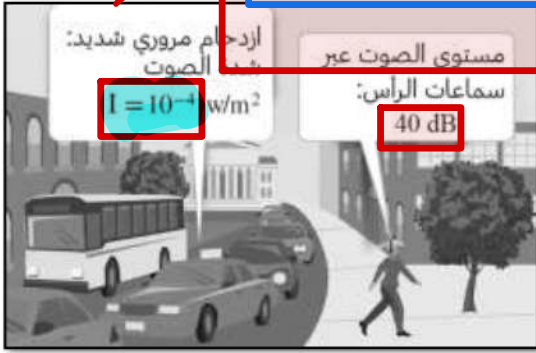 مستوى الصوت عبر
سماعات الرأس:
40 dB
ازدحام مروري شديد:
شدة الصوت
I = 10⁻⁴ w/m²